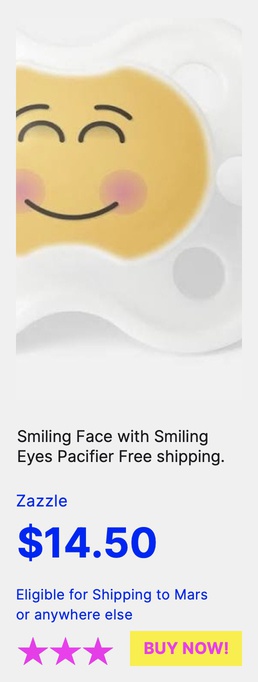 Smiling Face with Smiling
Eyes Pacifier Free shipping.
Zazzle
$14.50
Eligible for Shipping to Mars
or anywhere else
BUY NOW!